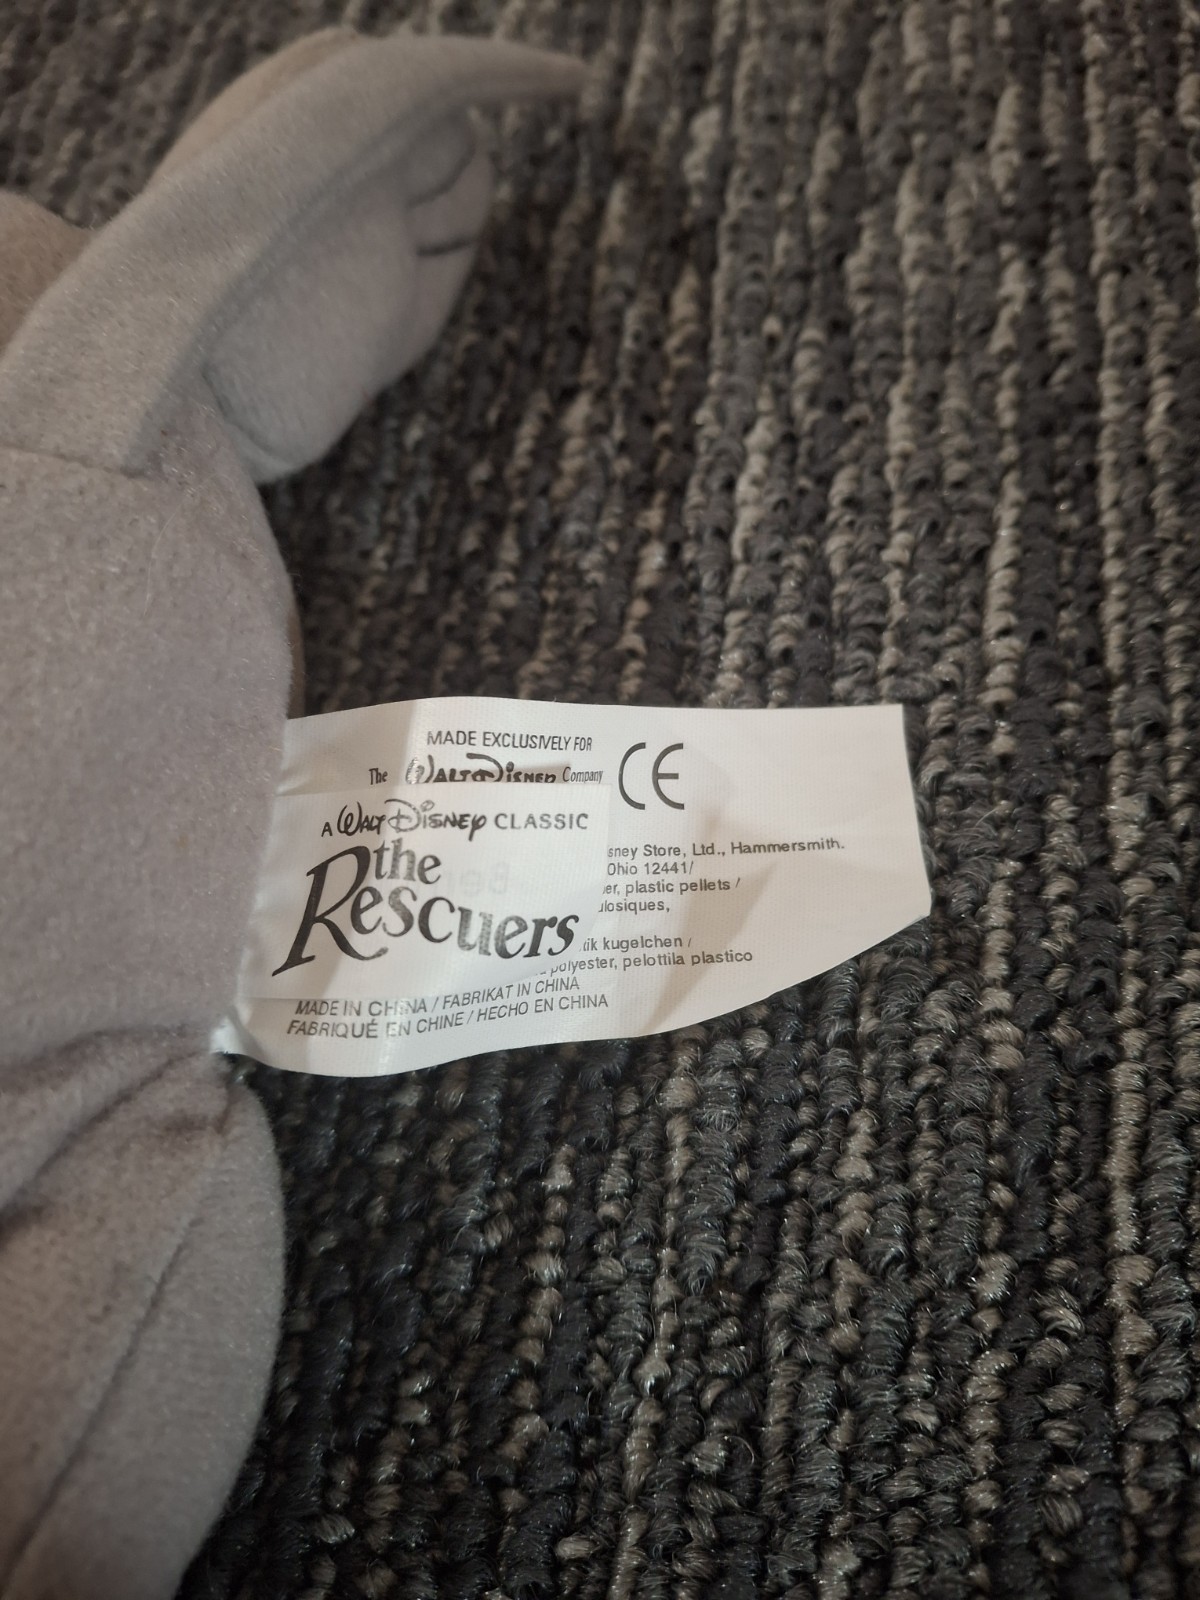 MADE EXCLUSIVELY FOR
The WALT DISNEY Company
CE
A WALT DISNEY CLASSIC
the
Rescuers
sney Store, Ltd., Hammersmith.
Ohio 12441/
er, plastic pellets /
ulosiques,
tik kugelchen /
polyester, pelottila plastico
MADE IN CHINA / FABRIKAT IN CHINA
FABRIQUÉ EN CHINE / HECHO EN CHINA